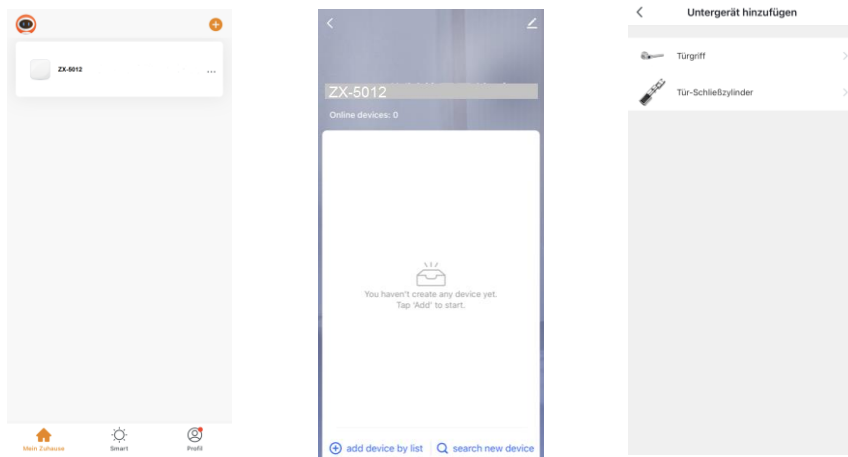 ZX-5012
...
Mein Zuhause
Smart
Profil
ZX-5012
Online devices: 0
You haven't create any device yet.
Tap 'Add' to start.
add device by list
search new device
Untergerät hinzufügen
Türgriff
Tür-Schließzylinder